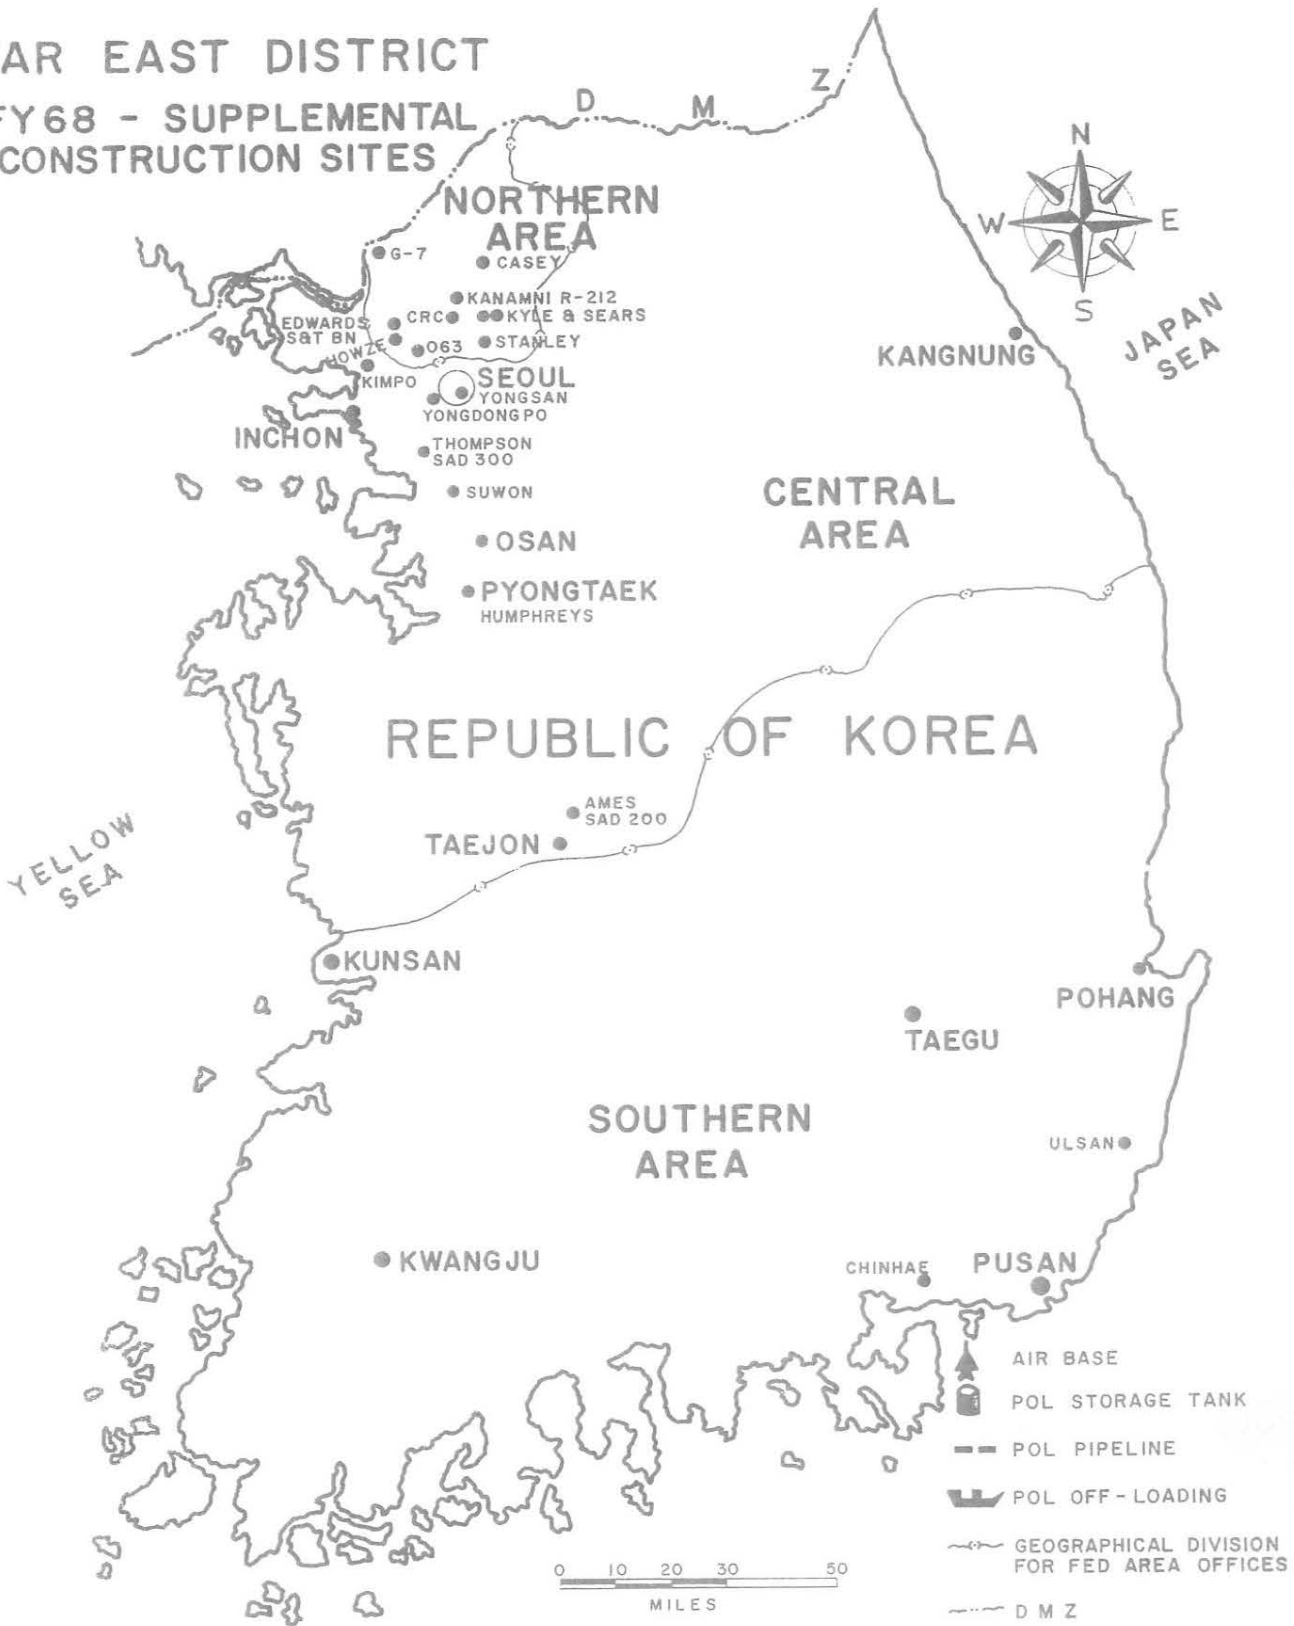 AR EAST DISTRICT
FY68 - SUPPLEMENTAL
CONSTRUCTION SITES
D M Z
N
W E
S
NORTHERN
AREA
G-7
CASEY
KANAMNI R-212
EDWARDS
S&T BN
CRC
KYLE & SEARS
HOWZE
O63
STANLEY
KIMPO
SEOUL
YONGSAN
YONGDONGPO
INCHON
THOMPSON
SAD 300
SUWON
OSAN
PYONGTAEK
HUMPHREYS
KANGNUNG
JAPAN
SEA
CENTRAL
AREA
REPUBLIC OF KOREA
AMES
SAD 200
TAEJON
YELLOW
SEA
KUNSAN
POHANG
TAEGU
SOUTHERN
AREA
ULSAN
KWANGJU
CHINHAE
PUSAN
AIR BASE
POL STORAGE TANK
POL PIPELINE
POL OFF-LOADING
GEOGRAPHICAL DIVISION
FOR FED AREA OFFICES
DMZ
0 10 20 30 50
MILES